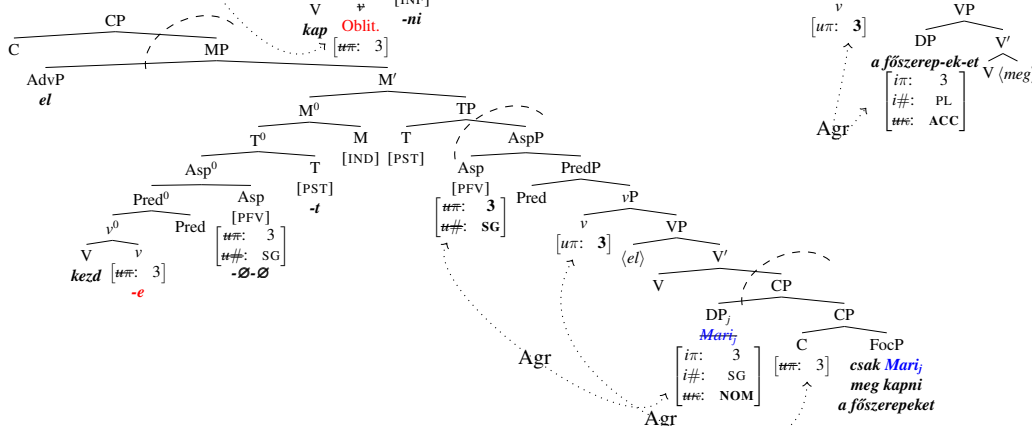 V v [INF] v VP
kap Oblit. -ni [uπ: 3] DP V′
CP [uπ: 3] a főszerep-ek-et V ⟨meg⟩
C MP [iπ: 3
AdvP M′ i#: PL
el M⁰ TP Agr uκ: ACC]
T⁰ M T AspP
[IND] [PST]
Asp⁰ T Asp PredP
[PST] [PFV]
Pred⁰ Asp -t [uπ: 3 Pred vP
[PFV] u#: SG]
v⁰ Pred [uπ: 3 v VP
V v u#: SG] [uπ: 3] ⟨el⟩ V′
kezd [uπ: 3] -Ø-Ø V CP
-e DPⱼ CP
Mariⱼ C FocP
Agr [iπ: 3 [uπ: 3] csak Mariⱼ
i#: SG meg kapni
uκ: NOM] a főszerepeket
Agr